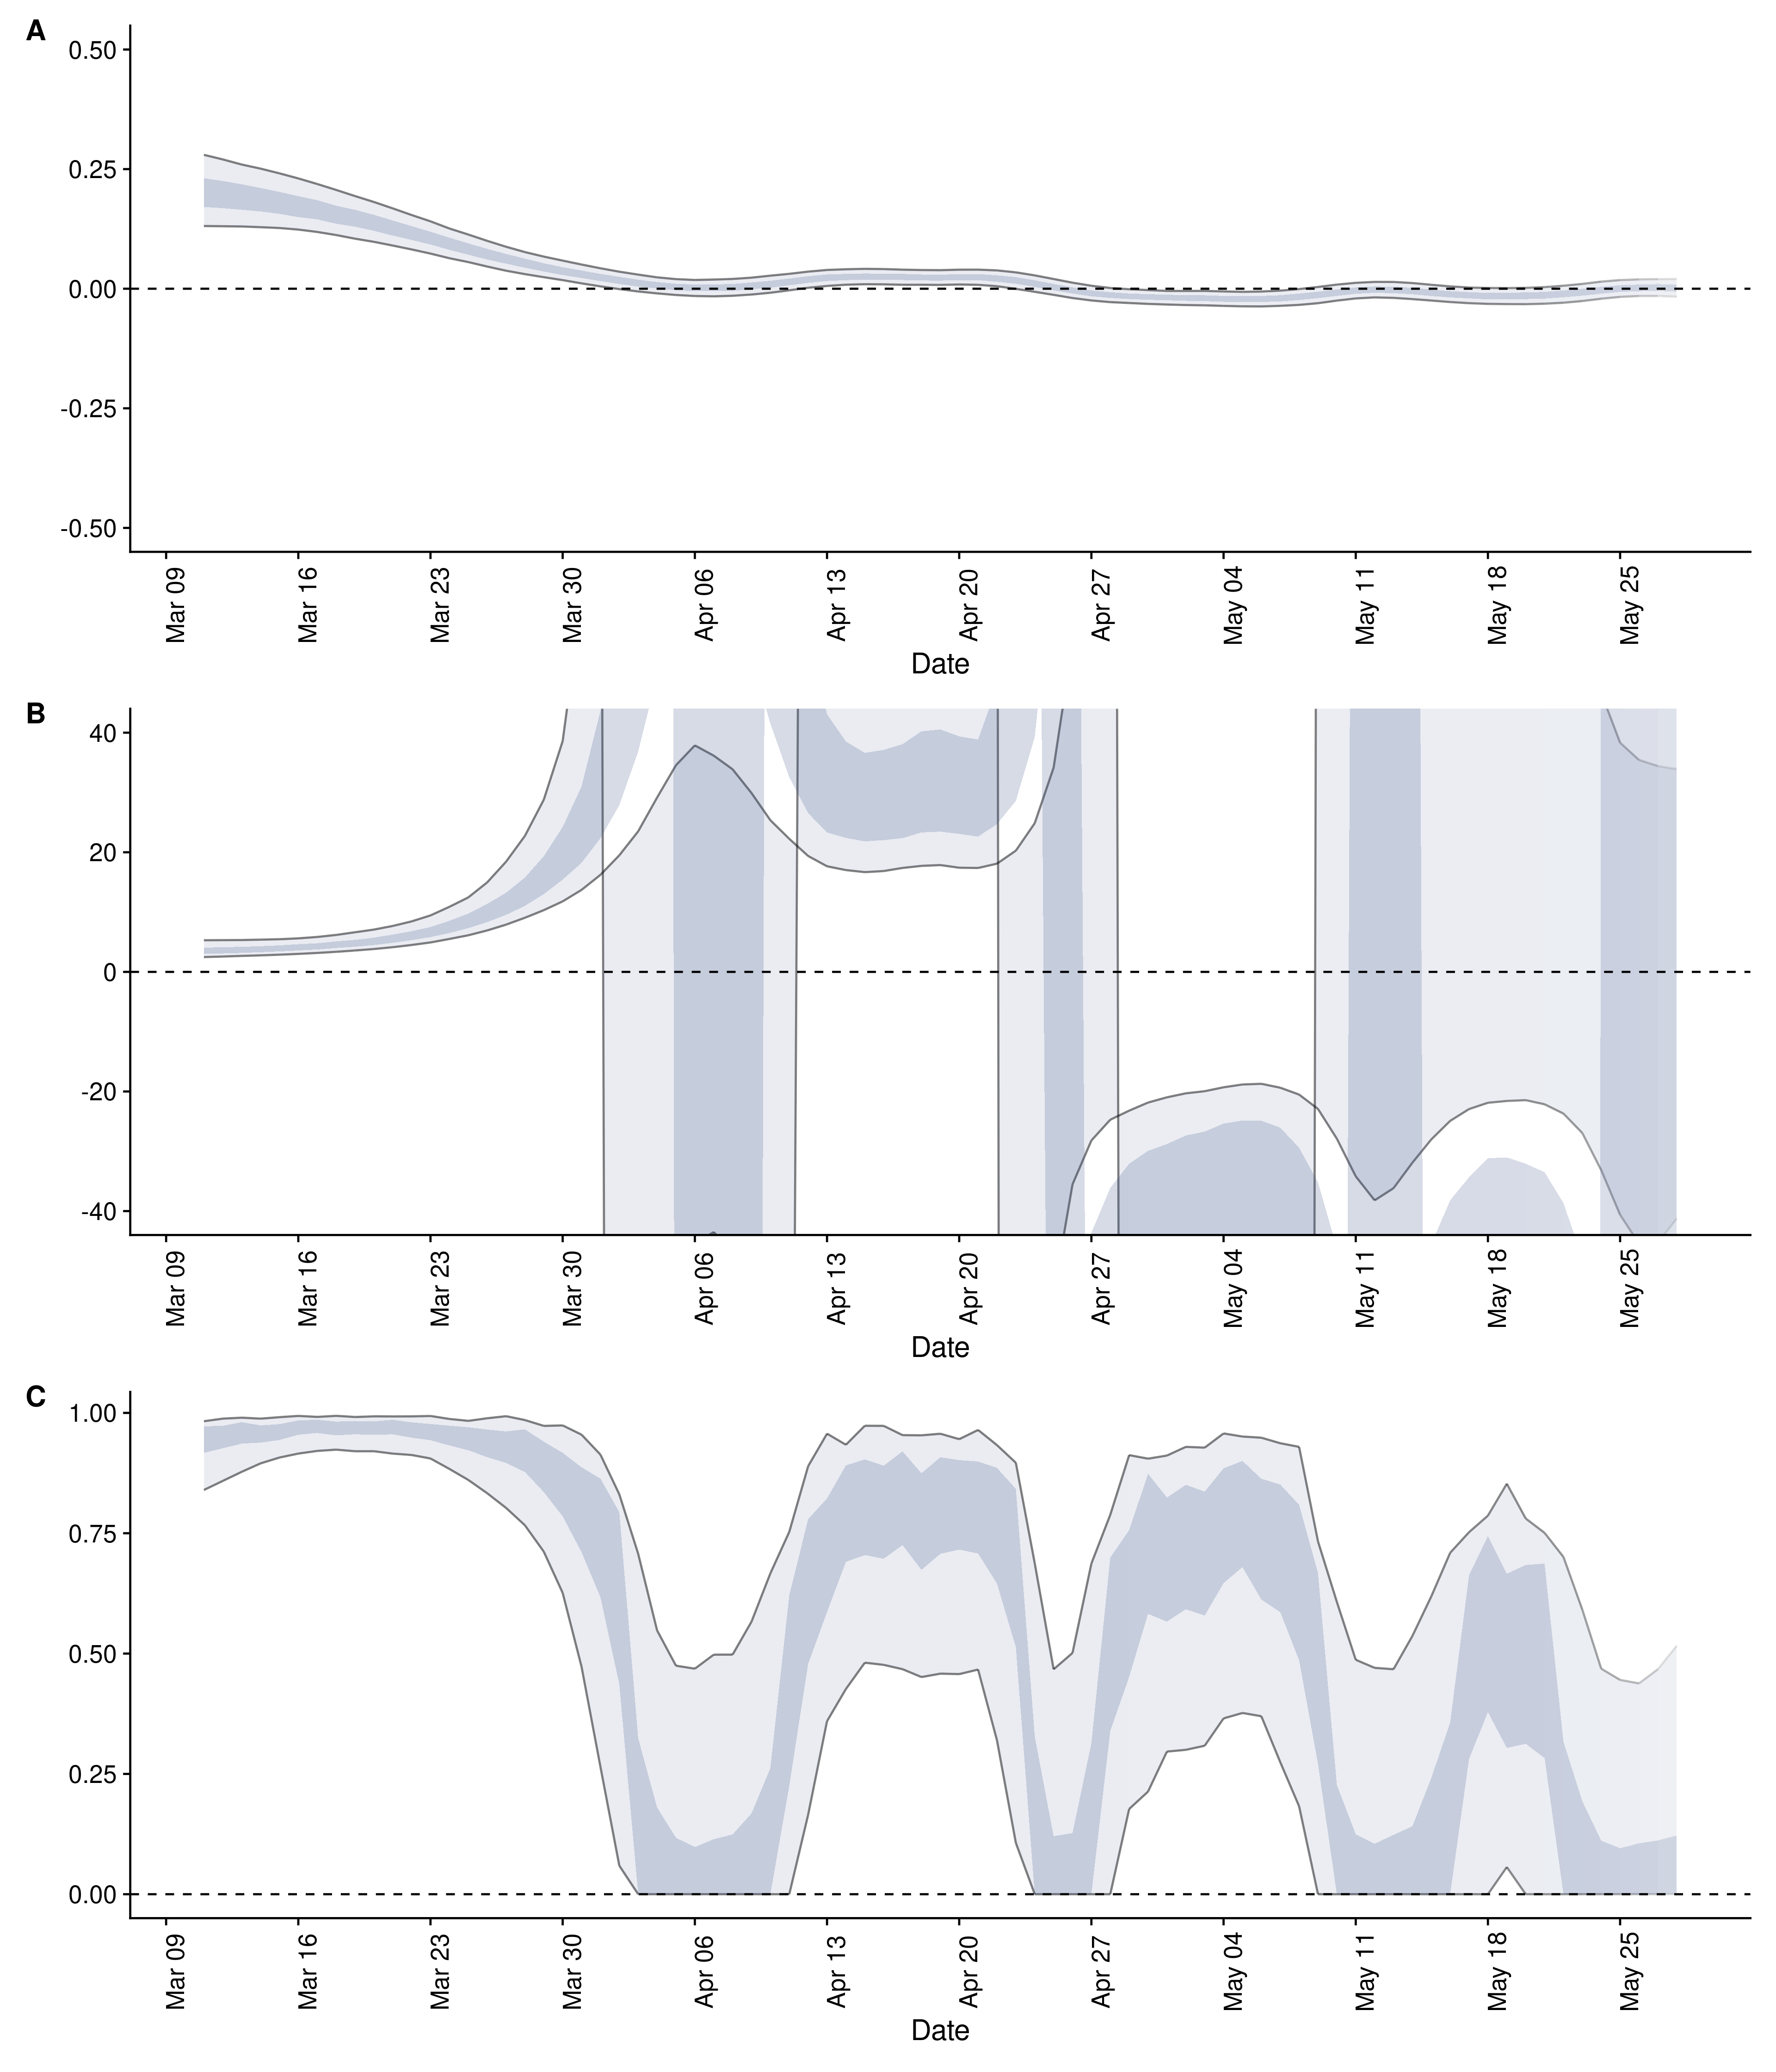 A
0.50
0.25
0.00
-0.25
-0.50
Mar 09
Mar 16
Mar 23
Mar 30
Apr 06
Apr 13
Apr 20
Apr 27
May 04
May 11
May 18
May 25
Date
B
40
20
0
-20
-40
Mar 09
Mar 16
Mar 23
Mar 30
Apr 06
Apr 13
Apr 20
Apr 27
May 04
May 11
May 18
May 25
Date
C
1.00
0.75
0.50
0.25
0.00
Mar 09
Mar 16
Mar 23
Mar 30
Apr 06
Apr 13
Apr 20
Apr 27
May 04
May 11
May 18
May 25
Date